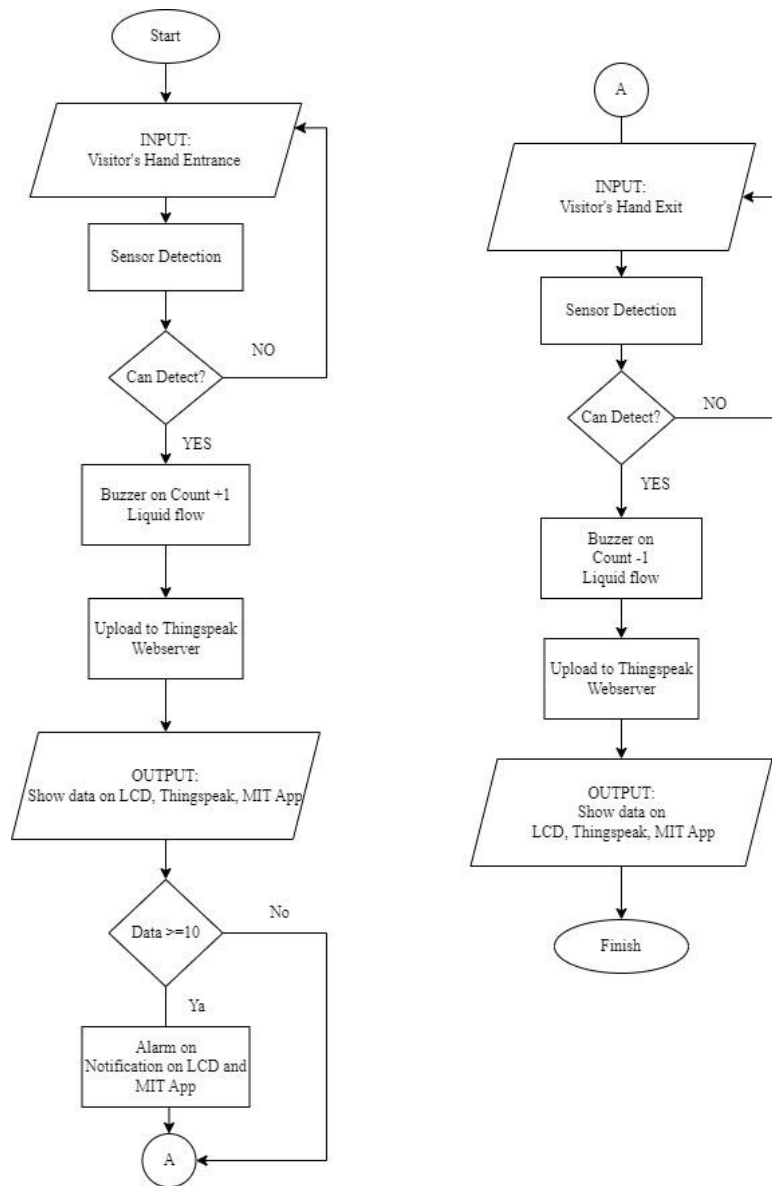 Start
INPUT:
Visitor's Hand Entrance
Sensor Detection
Can Detect?
NO
YES
Buzzer on Count +1
Liquid flow
Upload to Thingspeak
Webserver
OUTPUT:
Show data on LCD, Thingspeak, MIT App
Data >=10
No
Ya
Alarm on
Notification on LCD and
MIT App
A
A
INPUT:
Visitor's Hand Exit
Sensor Detection
Can Detect?
NO
YES
Buzzer on
Count -1
Liquid flow
Upload to Thingspeak
Webserver
OUTPUT:
Show data on
LCD, Thingspeak, MIT App
Finish